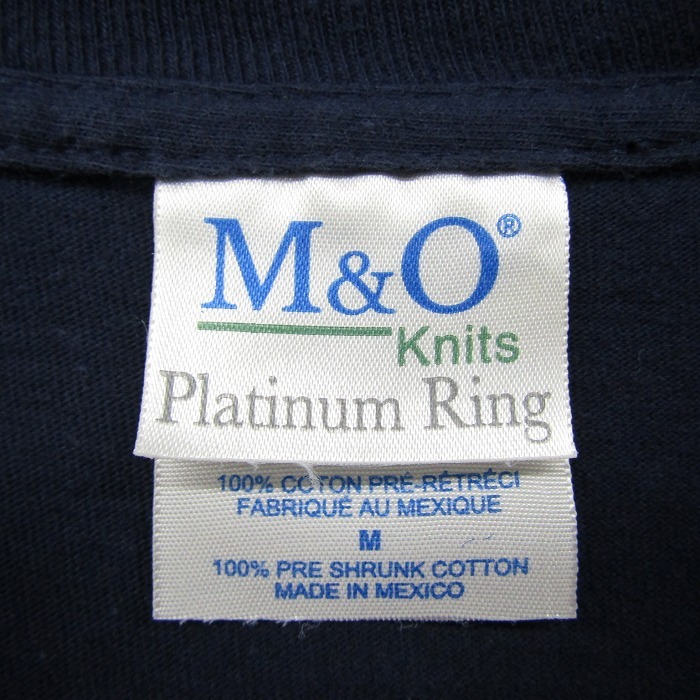 M&O®
Knits
Platinum Ring
100% COTON PRÉ-RÉTRÉCI
FABRIQUÉ AU MEXIQUE
M
100% PRE SHRUNK COTTON
MADE IN MEXICO